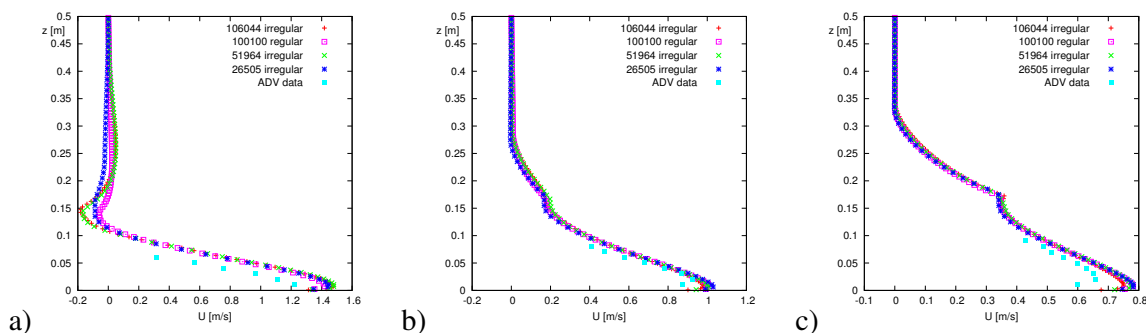 0.5
z [m]
0.45
0.4
0.35
0.3
0.25
0.2
0.15
0.1
0.05
0
-0.2 0 0.2 0.4 0.6 0.8 1 1.2 1.4 1.6
U [m/s]
106044 irregular
100100 regular
51964 irregular
26505 irregular
ADV data
a)
0.5
z [m]
0.45
0.4
0.35
0.3
0.25
0.2
0.15
0.1
0.05
0
-0.2 0 0.2 0.4 0.6 0.8 1 1.2
U [m/s]
106044 irregular
100100 regular
51964 irregular
26505 irregular
ADV data
b)
0.5
z [m]
0.45
0.4
0.35
0.3
0.25
0.2
0.15
0.1
0.05
0
-0.1 0 0.1 0.2 0.3 0.4 0.5 0.6 0.7 0.8
U [m/s]
106044 irregular
100100 regular
51964 irregular
26505 irregular
ADV data
c)